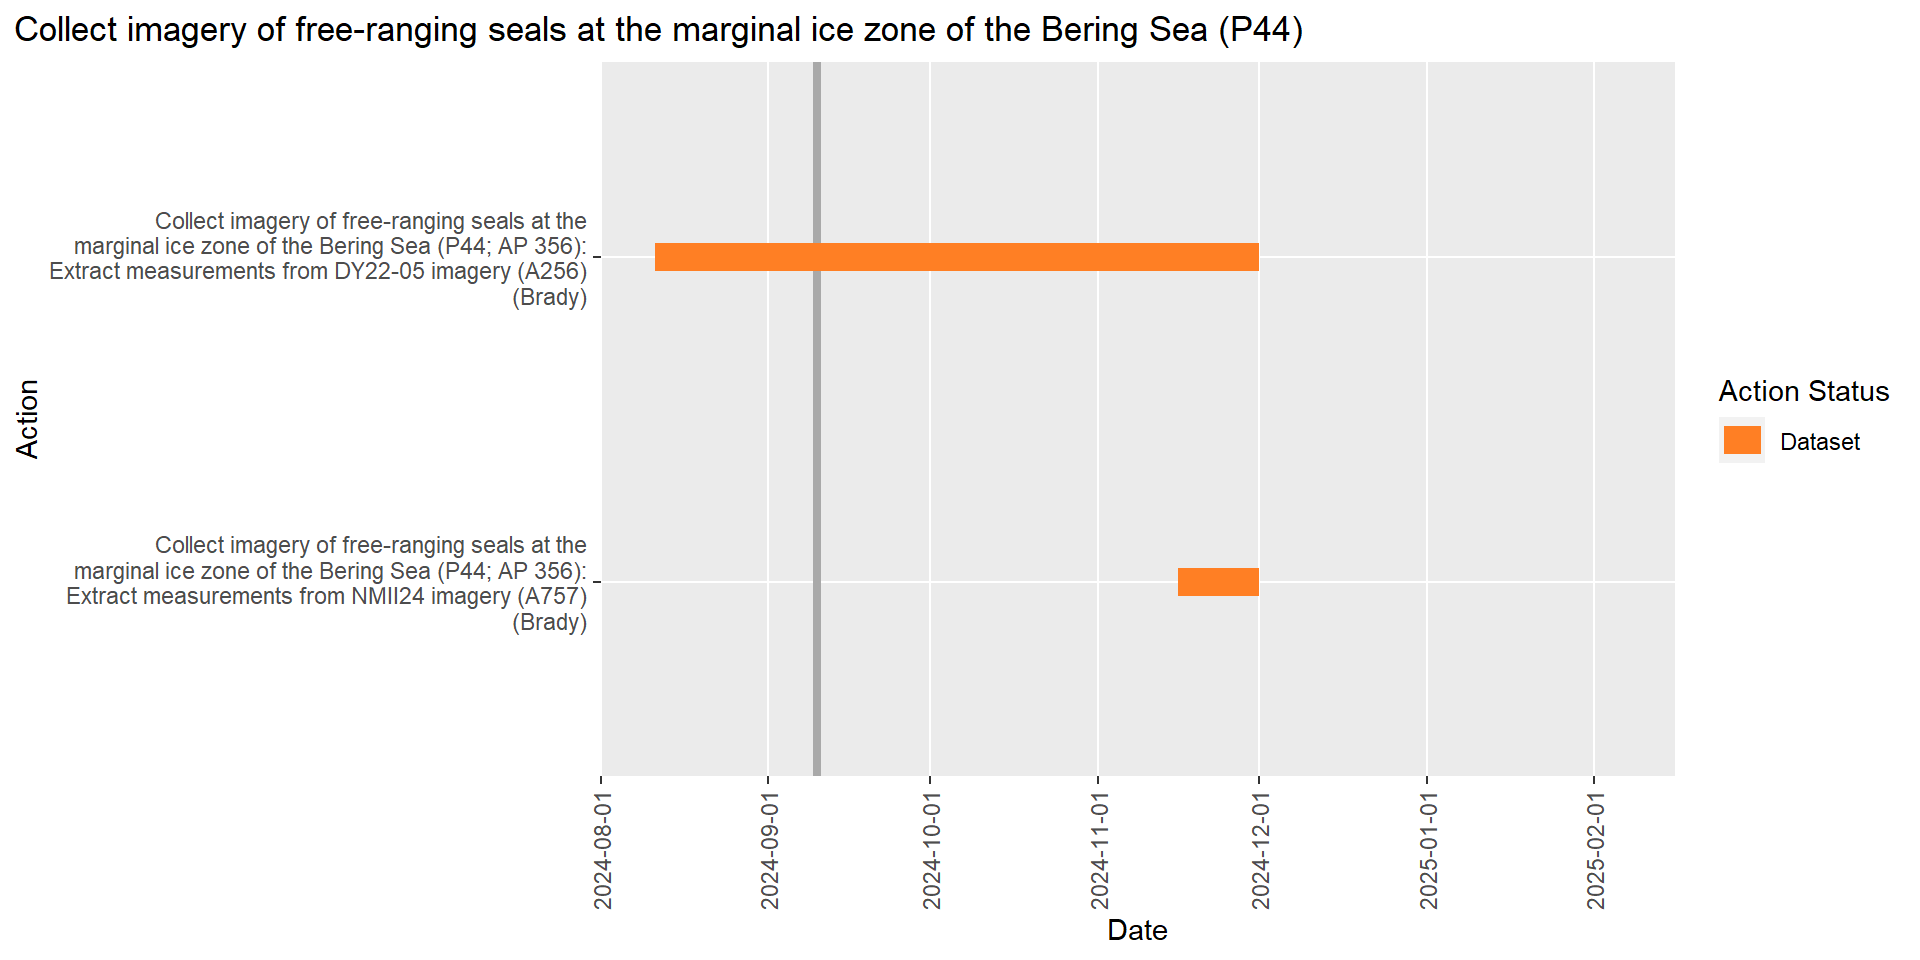 Collect imagery of free-ranging seals at the marginal ice zone of the Bering Sea (P44)
Collect imagery of free-ranging seals at the
marginal ice zone of the Bering Sea (P44; AP 356):
Extract measurements from DY22-05 imagery (A256)
(Brady)
Collect imagery of free-ranging seals at the
marginal ice zone of the Bering Sea (P44; AP 356):
Extract measurements from NMII24 imagery (A757)
(Brady)
Action
2024-08-01
2024-09-01
2024-10-01
2024-11-01
2024-12-01
2025-01-01
2025-02-01
Date
Action Status
Dataset